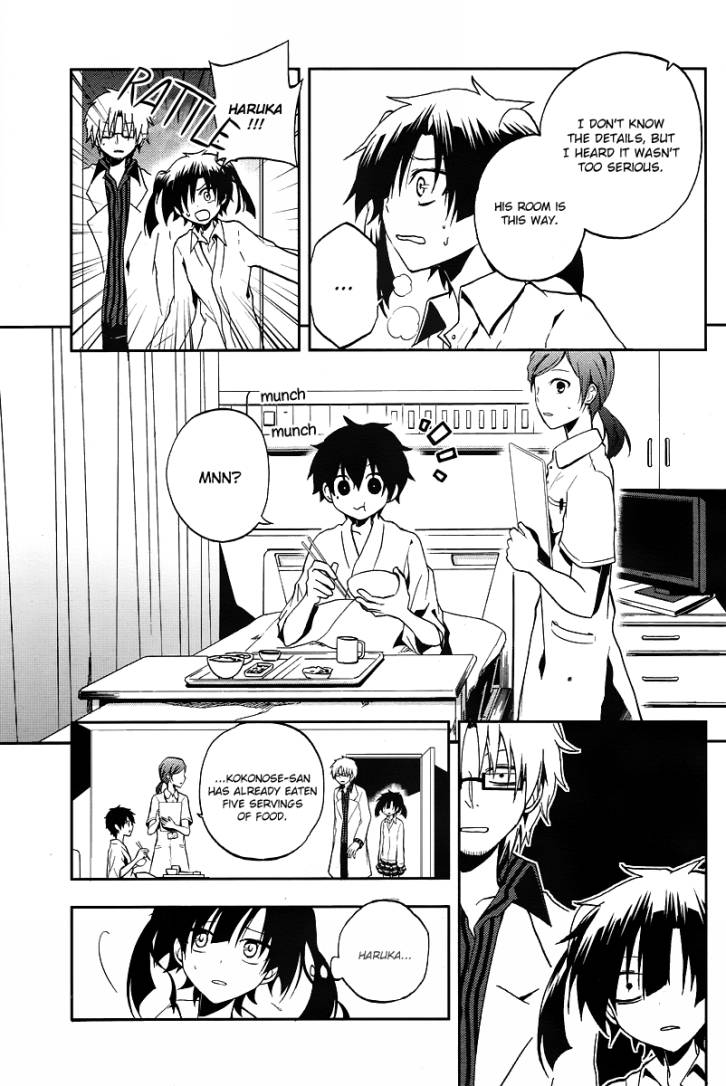 I DON'T KNOW
THE DETAILS, BUT
I HEARD IT WASN'T
TOO SERIOUS.
HIS ROOM IS
THIS WAY.
...
RATTLE
HARUKA
!!!
munch
munch
MNN?
...KOKONOSE-SAN
HAS ALREADY EATEN
FIVE SERVINGS
OF FOOD.
HARUKA...